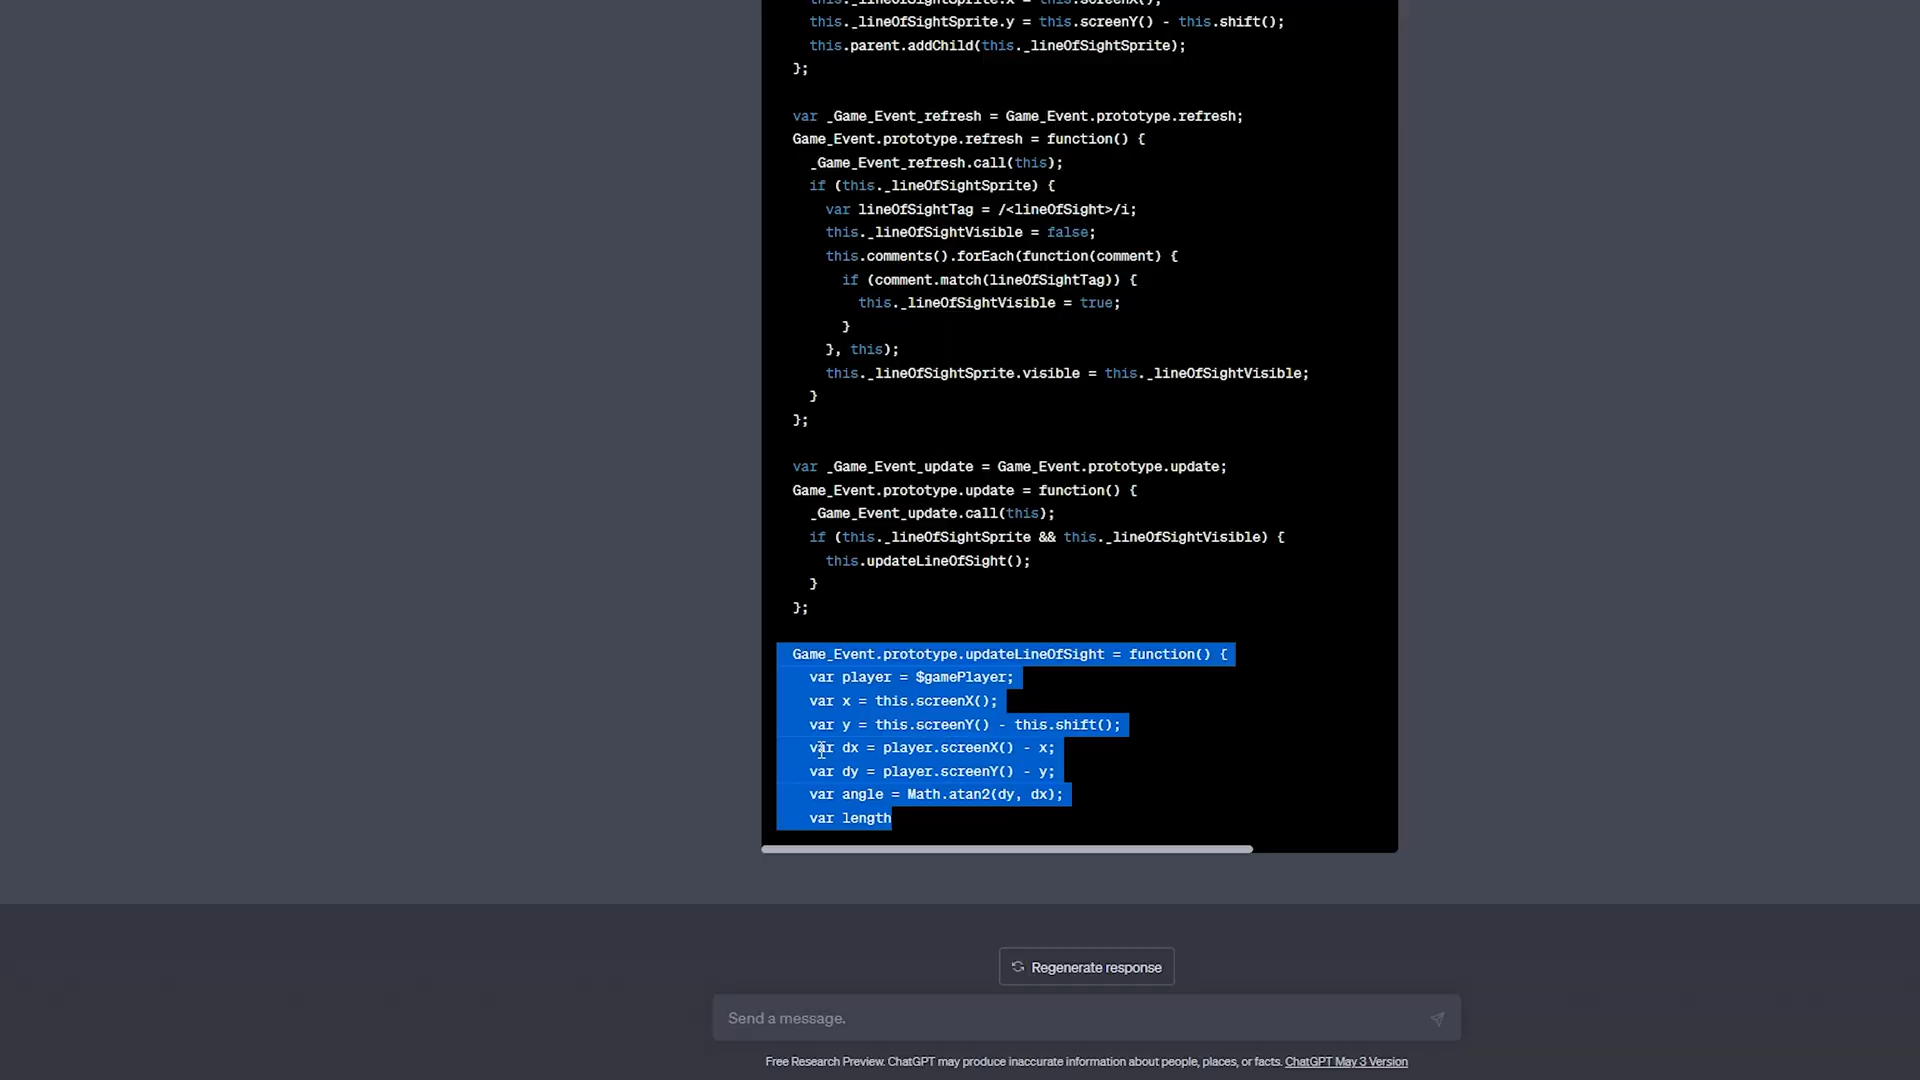 this._lineOfSightSprite.x = this.screenX();
this._lineOfSightSprite.y = this.screenY() - this.shift();
this.parent.addChild(this._lineOfSightSprite);
};
var _Game_Event_refresh = Game_Event.prototype.refresh;
Game_Event.prototype.refresh = function() {
_Game_Event_refresh.call(this);
if (this._lineOfSightSprite) {
var lineOfSightTag = /<lineOfSight>/i;
this._lineOfSightVisible = false;
this.comments().forEach(function(comment) {
if (comment.match(lineOfSightTag)) {
this._lineOfSightVisible = true;
}
}, this);
this._lineOfSightSprite.visible = this._lineOfSightVisible;
}
};
var _Game_Event_update = Game_Event.prototype.update;
Game_Event.prototype.update = function() {
_Game_Event_update.call(this);
if (this._lineOfSightSprite && this._lineOfSightVisible) {
this.updateLineOfSight();
}
};
Game_Event.prototype.updateLineOfSight = function() {
var player = $gamePlayer;
var x = this.screenX();
var y = this.screenY() - this.shift();
var dx = player.screenX() - x;
var dy = player.screenY() - y;
var angle = Math.atan2(dy, dx);
var length
Regenerate response
Send a message.
Free Research Preview. ChatGPT may produce inaccurate information about people, places, or facts. ChatGPT May 3 Version